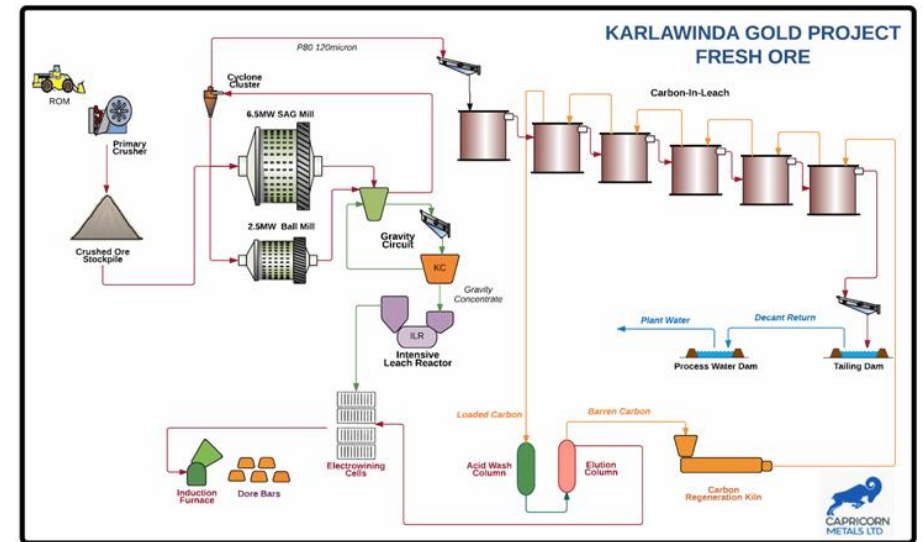 KARLAWINDA GOLD PROJECT
FRESH ORE
P80 120micron
ROM
Cyclone
Cluster
Carbon-In-Leach
6.5MW SAG Mill
Primary
Crusher
2.5MW Ball Mill
Crushed Ore
Stockpile
Gravity
Circuit
KC
Gravity
Concentrate
ILR
Intensive
Leach Reactor
Plant Water
Decant Return
Process Water Dam
Tailing Dam
Loaded Carbon
Barren Carbon
Electrowining
Cells
Acid Wash
Column
Elution
Column
Induction
Furnace
Dore Bars
Carbon
Regeneration Kiln
CAPRICORN
METALS LTD